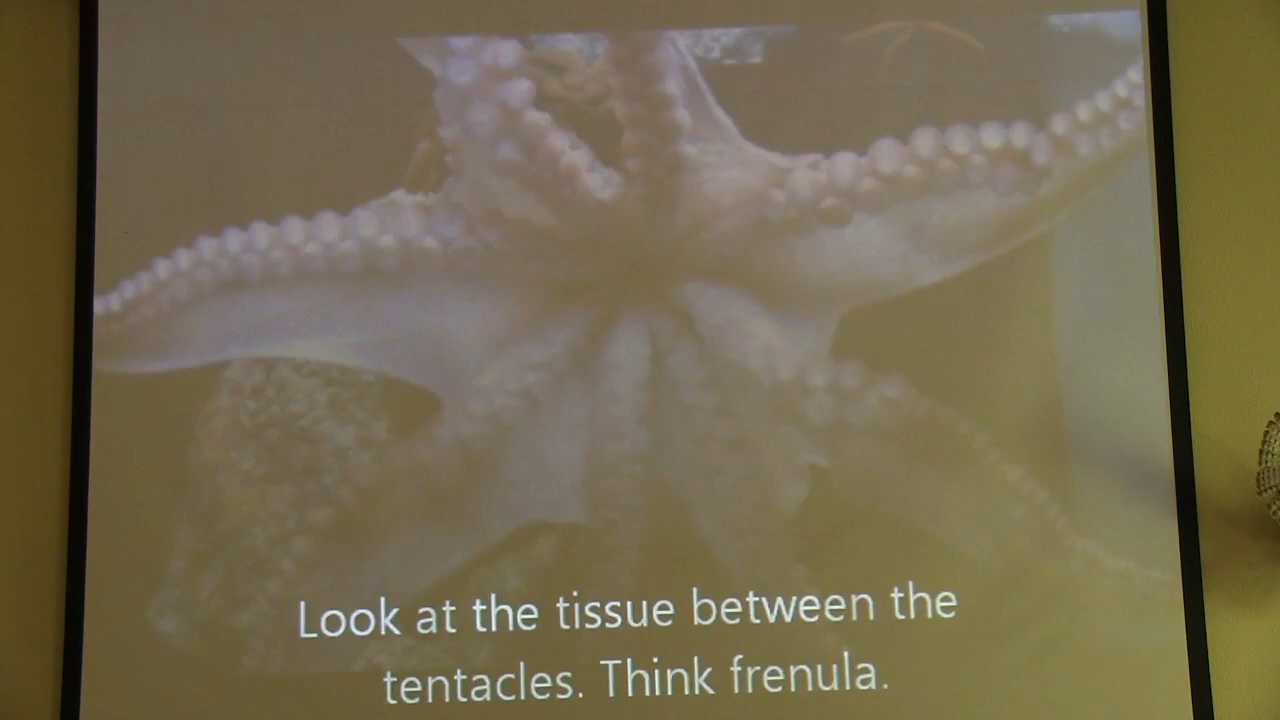 Look at the tissue between the
tentacles. Think frenula.